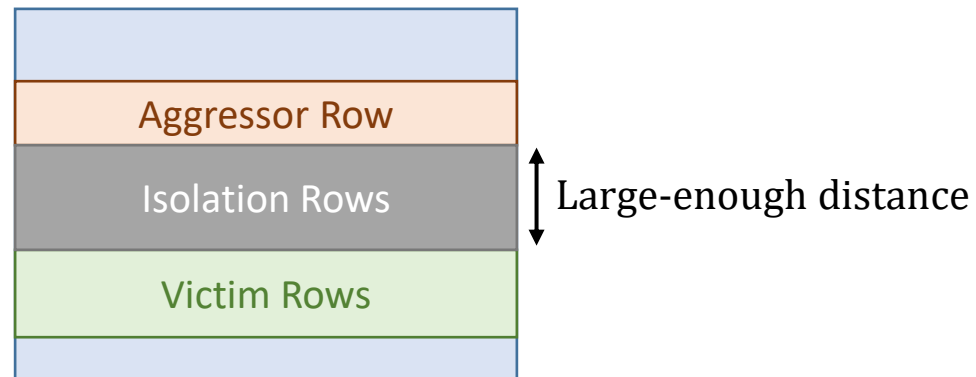 Aggressor Row
Isolation Rows
Large-enough distance
Victim Rows